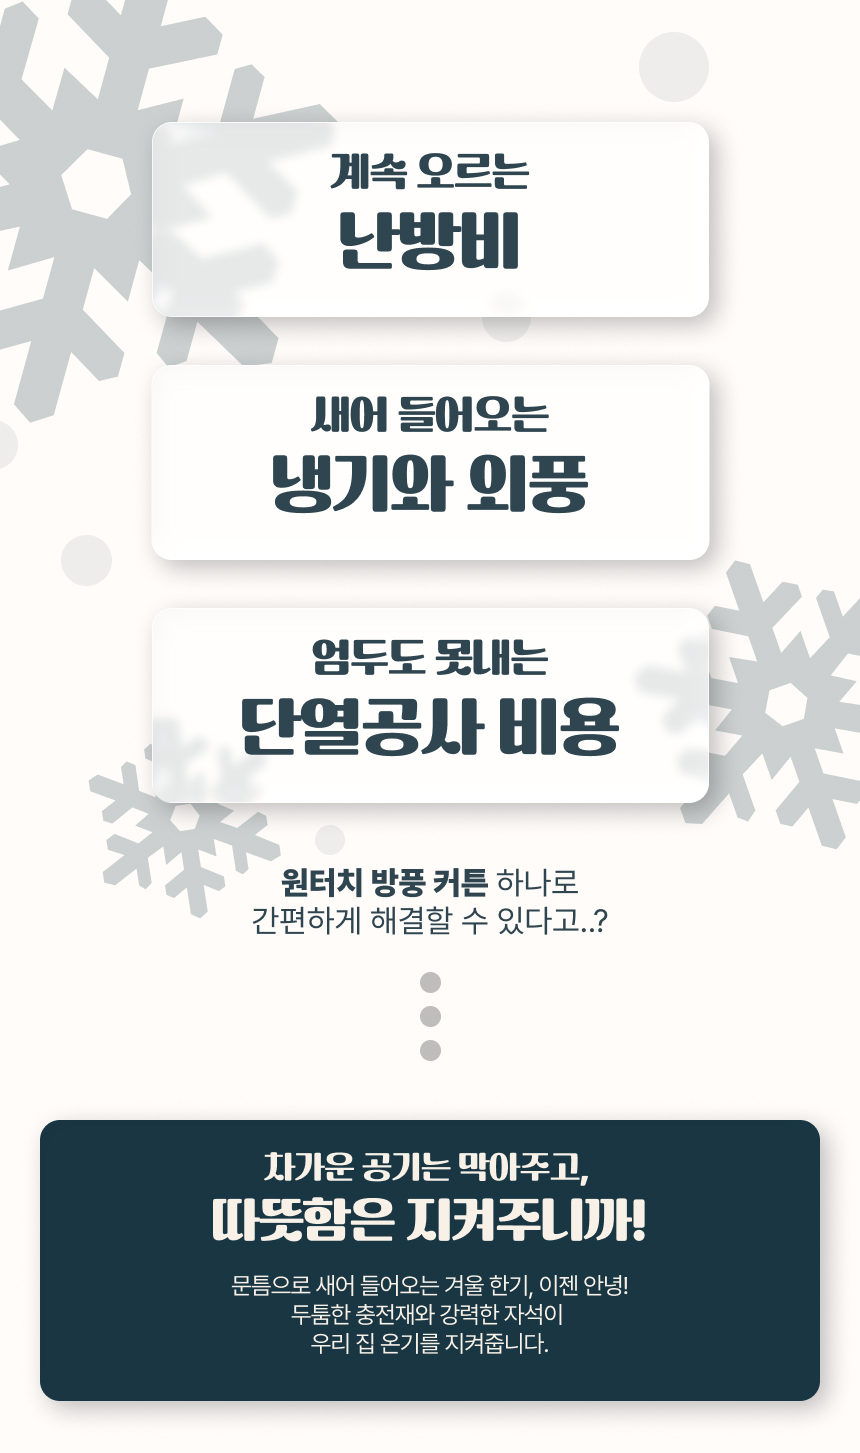 계속 오르는
난방비
새어 들어오는
냉기와 외풍
엄두도 못내는
단열공사 비용
원터치 방풍 커튼 하나로
간편하게 해결할 수 있다고..?
차가운 공기는 막아주고,
따뜻함은 지켜주니까!
문틈으로 새어 들어오는 겨울 한기, 이젠 안녕!
두툼한 충전재와 강력한 자석이
우리 집 온기를 지켜줍니다.